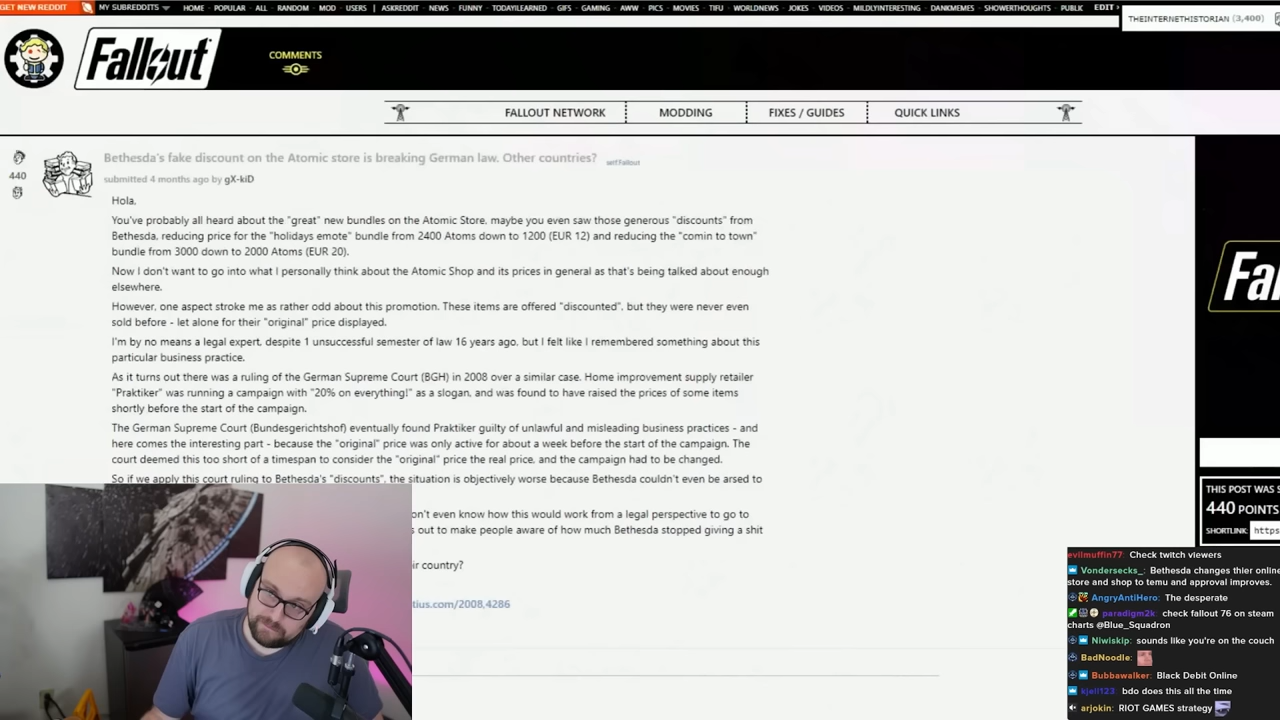 GET NEW REDDIT MY SUBREDDITS HOME - POPULAR - ALL - RANDOM - MOD - USERS | ASKREDDIT - NEWS - FUNNY - TODAYILEARNED - GIFS - GAMING - AWW - PICS - MOVIES - TIFU - WORLDNEWS - JOKES - VIDEOS - MILDLYINTERESTING - DANKMEMES - SHOWERTHOUGHTS - PUBLIC EDIT
THEINTERNETHISTORIAN (3,400)
Fallout
COMMENTS
FALLOUT NETWORK MODDING FIXES / GUIDES QUICK LINKS
440
Bethesda's fake discount on the Atomic store is breaking German law. Other countries? self.Fallout
submitted 4 months ago by gX-kiD
Hola,
You've probably all heard about the "great" new bundles on the Atomic Store, maybe you even saw those generous "discounts" from
Bethesda, reducing price for the "holidays emote" bundle from 2400 Atoms down to 1200 (EUR 12) and reducing the "comin to town"
bundle from 3000 down to 2000 Atoms (EUR 20).
Now I don't want to go into what I personally think about the Atomic Shop and its prices in general as that's being talked about enough
elsewhere.
However, one aspect stroke me as rather odd about this promotion. These items are offered "discounted", but they were never even
sold before - let alone for their "original" price displayed.
I'm by no means a legal expert, despite 1 unsuccessful semester of law 16 years ago, but I felt like I remembered something about this
particular business practice.
As it turns out there was a ruling of the German Supreme Court (BGH) in 2008 over a similar case. Home improvement supply retailer
"Praktiker" was running a campaign with "20% on everything!" as a slogan, and was found to have raised the prices of some items
shortly before the start of the campaign.
The German Supreme Court (Bundesgerichtshof) eventually found Praktiker guilty of unlawful and misleading business practices - and
here comes the interesting part - because the "original" price was only active for about a week before the start of the campaign. The
court deemed this too short of a timespan to consider the "original" price the real price, and the campaign had to be changed.
So if we apply this court ruling to Bethesda's "discounts", the situation is objectively worse because Bethesda couldn't even be arsed to
on't even know how this would work from a legal perspective to go to
s out to make people aware of how much Bethesda stopped giving a shit
ir country?
tius.com/2008,4286
Fa
THIS POST WAS S
440 POINTS
SHORTLINK: https
evilmuffin77: Check twitch viewers
Vondersecks_: Bethesda changes thier online
store and shop to temu and approval improves.
AngryAntiHero: The desperate
paradigm2k: check fallout 76 on steam
charts @Blue_Squadron
Niwlskip: sounds like you're on the couch
BadNoodle:
Bubbawalker: Black Debit Online
kjell123: bdo does this all the time
arjokin: RIOT GAMES strategy